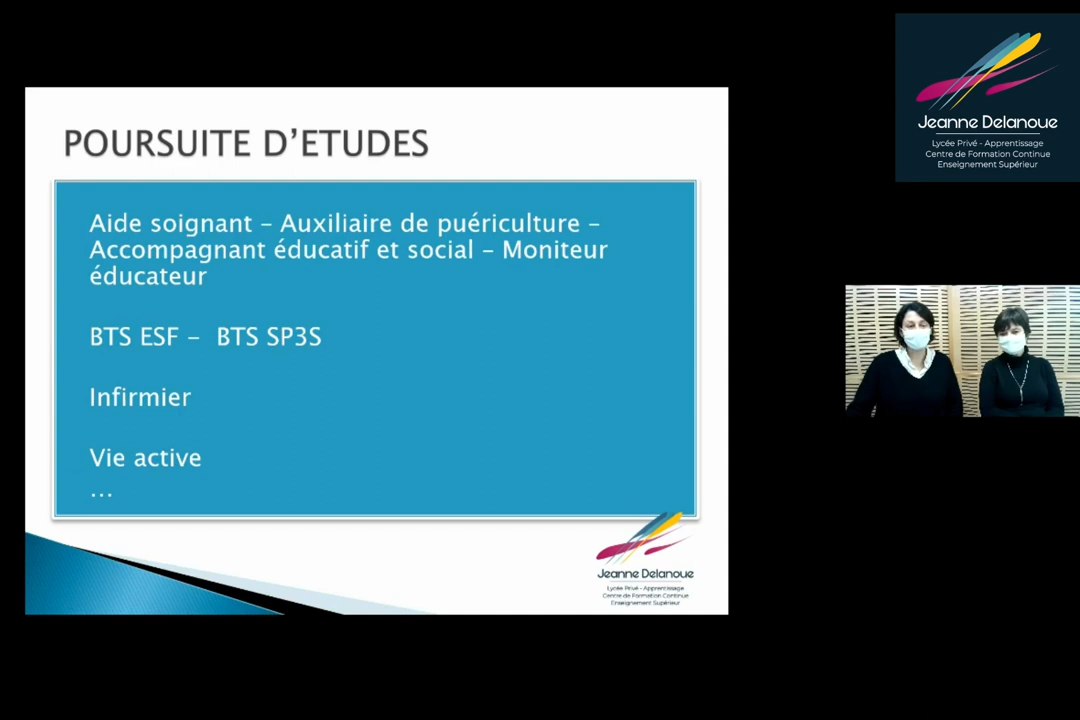 POURSUITE D'ETUDES
Aide soignant – Auxiliaire de puériculture –
Accompagnant éducatif et social – Moniteur
éducateur
BTS ESF – BTS SP3S
Infirmier
Vie active
...
Jeanne Delanoue
Lycée Privé - Apprentissage
Centre de Formation Continue
Enseignement Supérieur
Jeanne Delanoue
Lycée Privé - Apprentissage
Centre de Formation Continue
Enseignement Supérieur